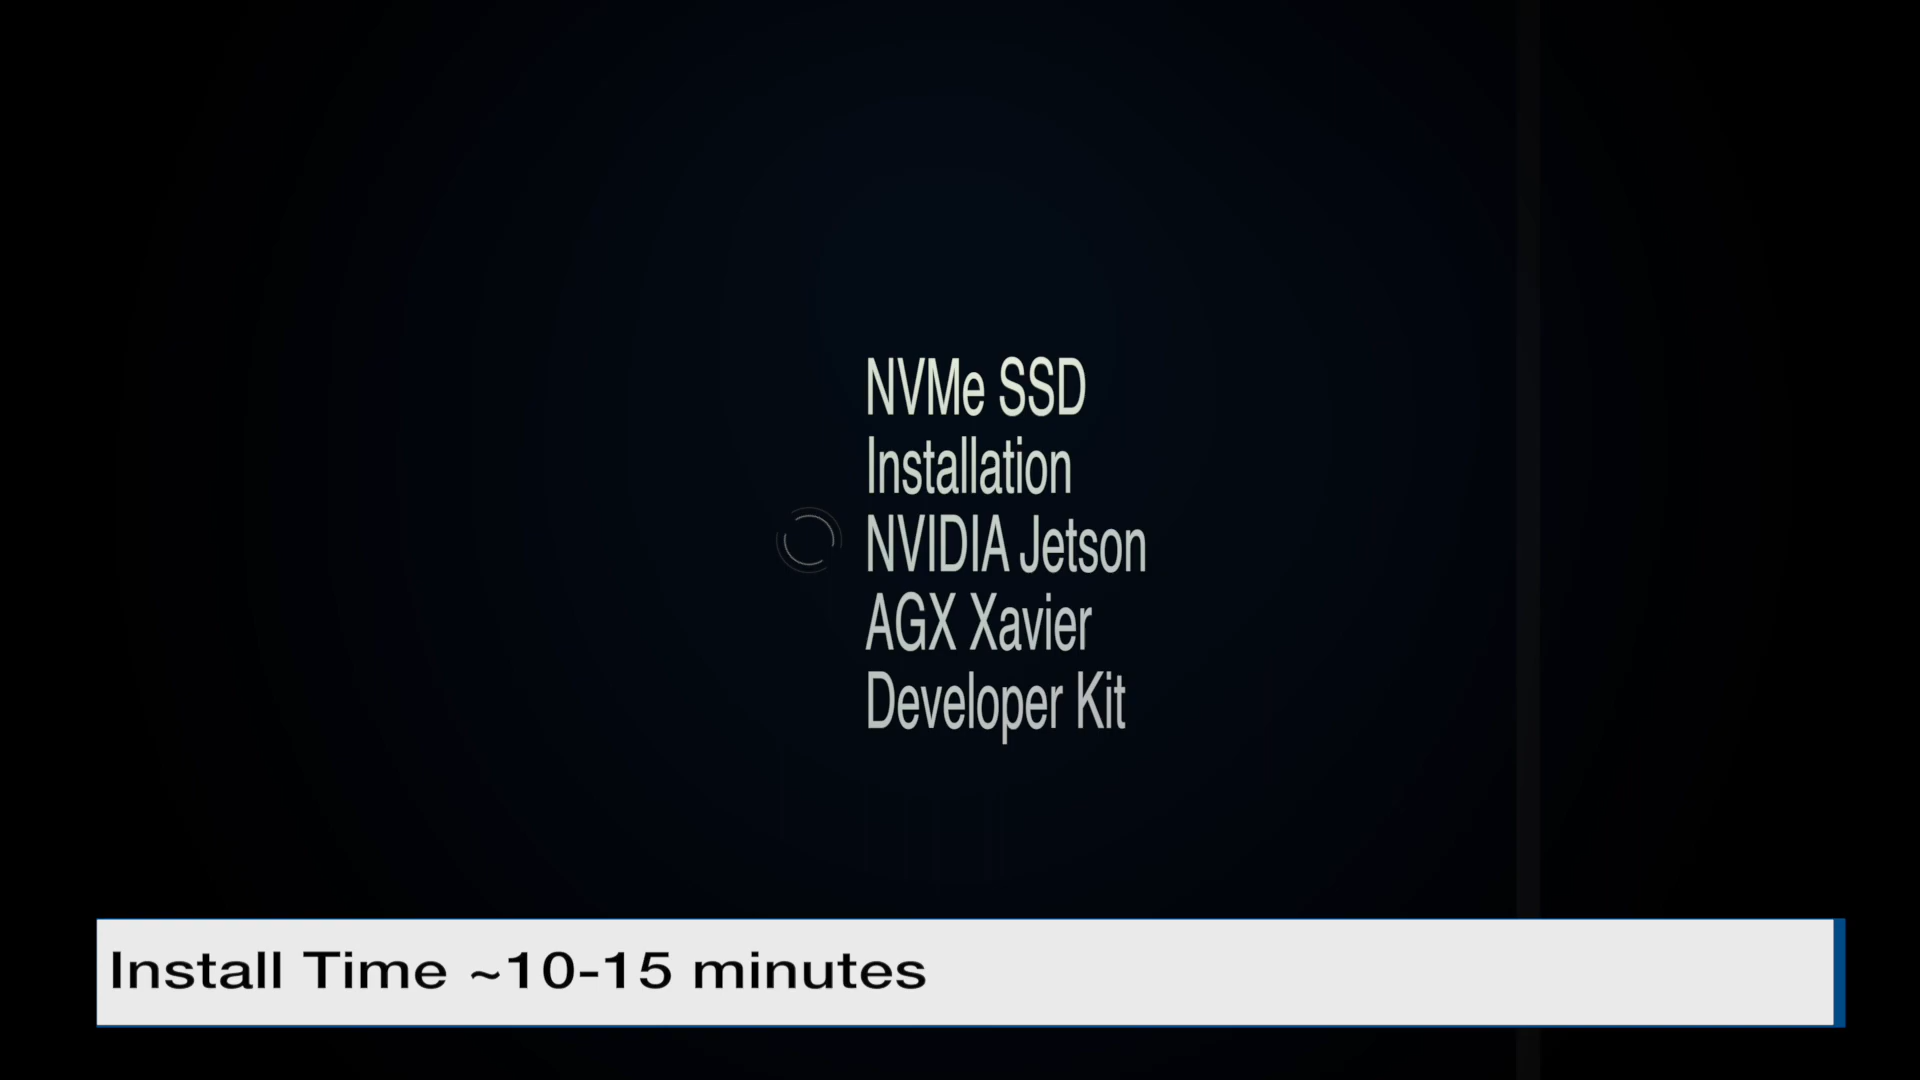 NVMe SSD
Installation
NVIDIA Jetson
AGX Xavier
Developer Kit
Install Time ~10-15 minutes